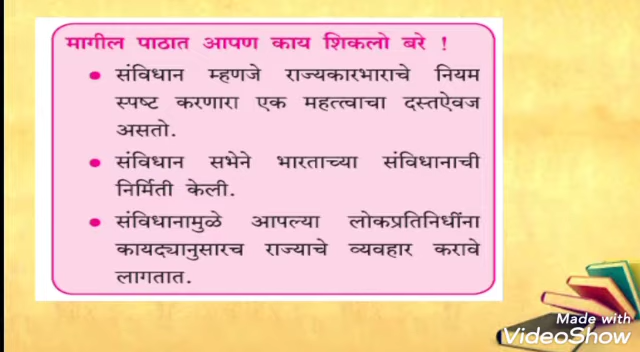 मागील पाठात आपण काय शिकलो बरे !
● संविधान म्हणजे राज्यकारभाराचे नियम
स्पष्ट करणारा एक महत्त्वाचा दस्तऐवज
असतो.
● संविधान सभेने भारताच्या संविधानाची
निर्मिती केली.
● संविधानामुळे आपल्या लोकप्रतिनिधींना
कायद्यानुसारच राज्याचे व्यवहार करावे
लागतात.
Made with
VideoShow